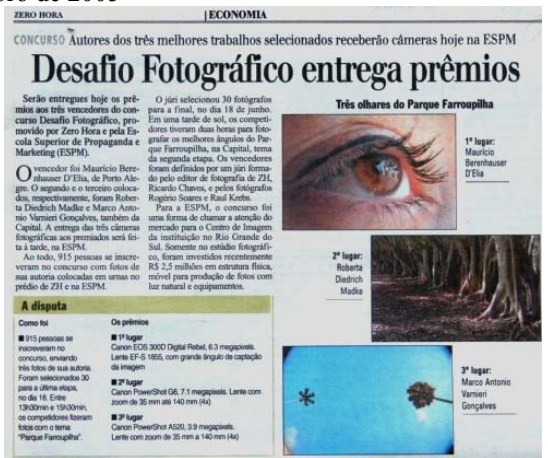 ZERO HORA
| ECONOMIA
CONCURSO Autores dos três melhores trabalhos selecionados receberão câmeras hoje na ESPM
Desafio Fotográfico entrega prêmios
Serão entregues hoje os prê-
mios aos três vencedores do con-
curso Desafio Fotográfico, pro-
movido por Zero Hora e pela Es-
cola Superior de Propaganda e
Marketing (ESPM).
O vencedor foi Maurício Bere-
nhauser D'Elia, de Porto Ale-
gre. O segundo e o terceiro coloca-
dos, respectivamente, foram Rober-
ta Diedrich Madke e Marco Anto-
nio Varnieri Gonçalves, também da
Capital. A entrega das três câmeras
fotográficas aos premiados será fei-
ta à tarde, na ESPM.
Ao todo, 915 pessoas se inscre-
veram no concurso com fotos de
sua autoria colocadas em urnas no
prédio de ZH e na ESPM.
O júri selecionou 30 fotógrafos
para a final, no dia 18 de junho.
Em uma tarde de sol, os competi-
dores tiveram duas horas para foto-
grafar os melhores ângulos do Par-
que Farroupilha, na Capital, tema
da segunda etapa. Os vencedores
foram definidos por um júri forma-
do pelo editor de fotografia de ZH,
Ricardo Chaves, e pelos fotógrafos
Rogério Soares e Raul Krebs.
Para a ESPM, o concurso foi
uma forma de chamar a atenção do
mercado para o Centro de Imagem
da instituição no Rio Grande do
Sul. Somente no estúdio fotográfi-
co, foram investidos recentemente
R$ 2,5 milhões em estrutura física,
móvel para produção de fotos com
luz natural e equipamentos.
Três olhares do Parque Farroupilha
1º lugar:
Maurício
Berenhauser
D'Elia
2º lugar:
Roberta
Diedrich
Madke
3º lugar:
Marco Antonio
Varnieri
Gonçalves
A disputa
Como foi
■ 915 pessoas se
inscreveram no
concurso, enviando
três fotos de sua autoria.
Foram selecionados 30
para a última etapa,
no dia 18. Entre
13h30min e 15h30min,
os competidores fizeram
fotos com o tema
"Parque Farroupilha".
Os prêmios
■ 1º lugar
Canon EOS 300D Digital Rebel, 6.3 megapixels.
Lente EF-S 1855, com grande ângulo de captação
da imagem
■ 2º lugar
Canon PowerShot G6, 7.1 megapixels. Lente com
zoom de 35 mm até 140 mm (4x)
■ 3º lugar
Canon PowerShot A520, 3.9 megapixels.
Lente com zoom de 35 mm a 140 mm (4x)